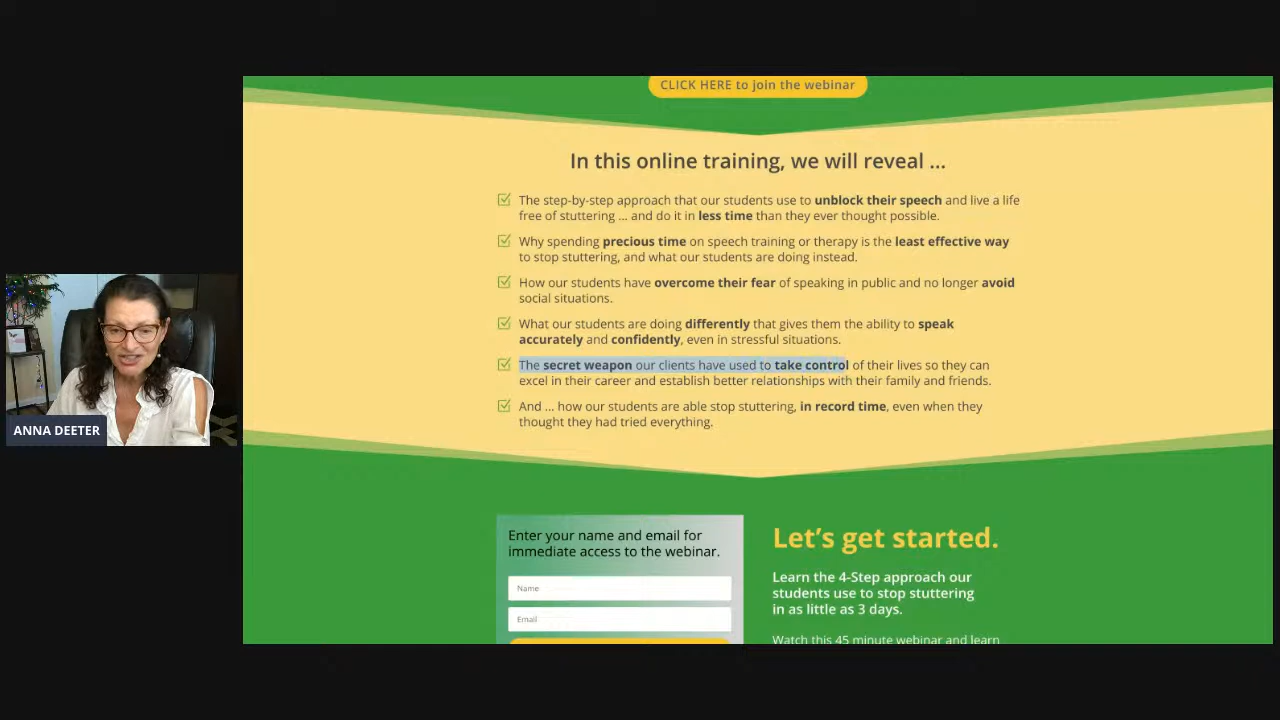 CLICK HERE to join the webinar
In this online training, we will reveal ...
The step-by-step approach that our students use to unblock their speech and live a life
free of stuttering ... and do it in less time than they ever thought possible.
Why spending precious time on speech training or therapy is the least effective way
to stop stuttering, and what our students are doing instead.
How our students have overcome their fear of speaking in public and no longer avoid
social situations.
What our students are doing differently that gives them the ability to speak
accurately and confidently, even in stressful situations.
The secret weapon our clients have used to take control of their lives so they can
excel in their career and establish better relationships with their family and friends.
And ... how our students are able stop stuttering, in record time, even when they
thought they had tried everything.
ANNA DEETER
Enter your name and email for
immediate access to the webinar.
Name
Email
Let's get started.
Learn the 4-Step approach our
students use to stop stuttering
in as little as 3 days.
Watch this 45 minute webinar and learn